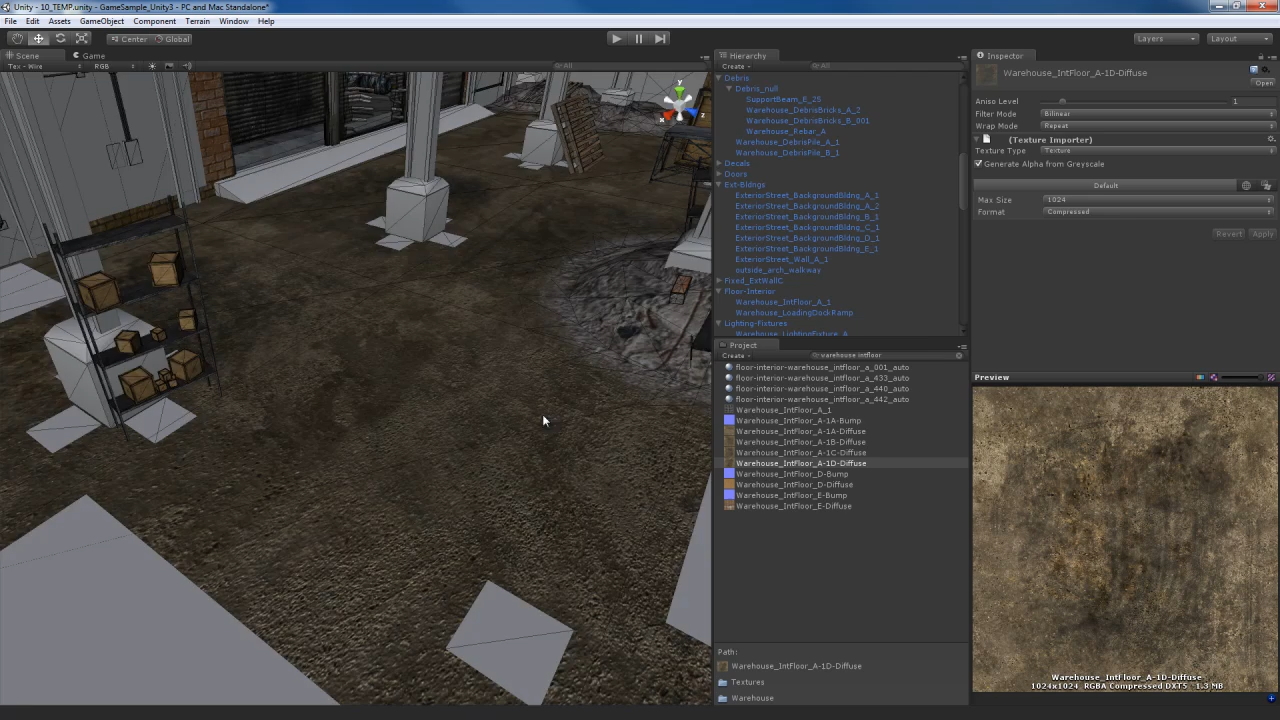 Unity - 10_TEMP.unity - GameSample_Unity3 - PC and Mac Standalone*
File Edit Assets GameObject Component Terrain Window Help
Center Global Layers Layout
Scene Game
Tex - Wire RGB All
y
x
z
Hierarchy
Create All
Debris
Debris_null
SupportBeam_E_25
Warehouse_DebrisBricks_A_2
Warehouse_DebrisBricks_B_001
Warehouse_Rebar_A
Warehouse_DebrisPile_A_1
Warehouse_DebrisPile_B_1
Decals
Doors
Ext-Bldngs
ExteriorStreet_BackgroundBldng_A_1
ExteriorStreet_BackgroundBldng_A_2
ExteriorStreet_BackgroundBldng_B_1
ExteriorStreet_BackgroundBldng_C_1
ExteriorStreet_BackgroundBldng_D_1
ExteriorStreet_BackgroundBldng_E_1
ExteriorStreet_Wall_A_1
outside_arch_walkway
Fixed_ExtWallC
Floor-Interior
Warehouse_IntFloor_A_1
Warehouse_LoadingDockRamp
Lighting-Fixtures
Warehouse_LightingFixture_A
Project
Create warehouse intfloor
floor-interior-warehouse_intfloor_a_001_auto
floor-interior-warehouse_intfloor_a_433_auto
floor-interior-warehouse_intfloor_a_440_auto
floor-interior-warehouse_intfloor_a_442_auto
Warehouse_IntFloor_A_1
Warehouse_IntFloor_A-1A-Bump
Warehouse_IntFloor_A-1A-Diffuse
Warehouse_IntFloor_A-1B-Diffuse
Warehouse_IntFloor_A-1C-Diffuse
Warehouse_IntFloor_A-1D-Diffuse
Warehouse_IntFloor_D-Bump
Warehouse_IntFloor_D-Diffuse
Warehouse_IntFloor_E-Bump
Warehouse_IntFloor_E-Diffuse
Path:
Warehouse_IntFloor_A-1D-Diffuse
Textures
Warehouse
Inspector
Warehouse_IntFloor_A-1D-Diffuse
Open
Aniso Level 1
Filter Mode Bilinear
Wrap Mode Repeat
(Texture Importer)
Texture Type Texture
Generate Alpha from Greyscale
Default
Max Size 1024
Format Compressed
Revert Apply
Preview
Warehouse_IntFloor_A-1D-Diffuse
1024x1024 RGBA Compressed DXT5 1.3 MB